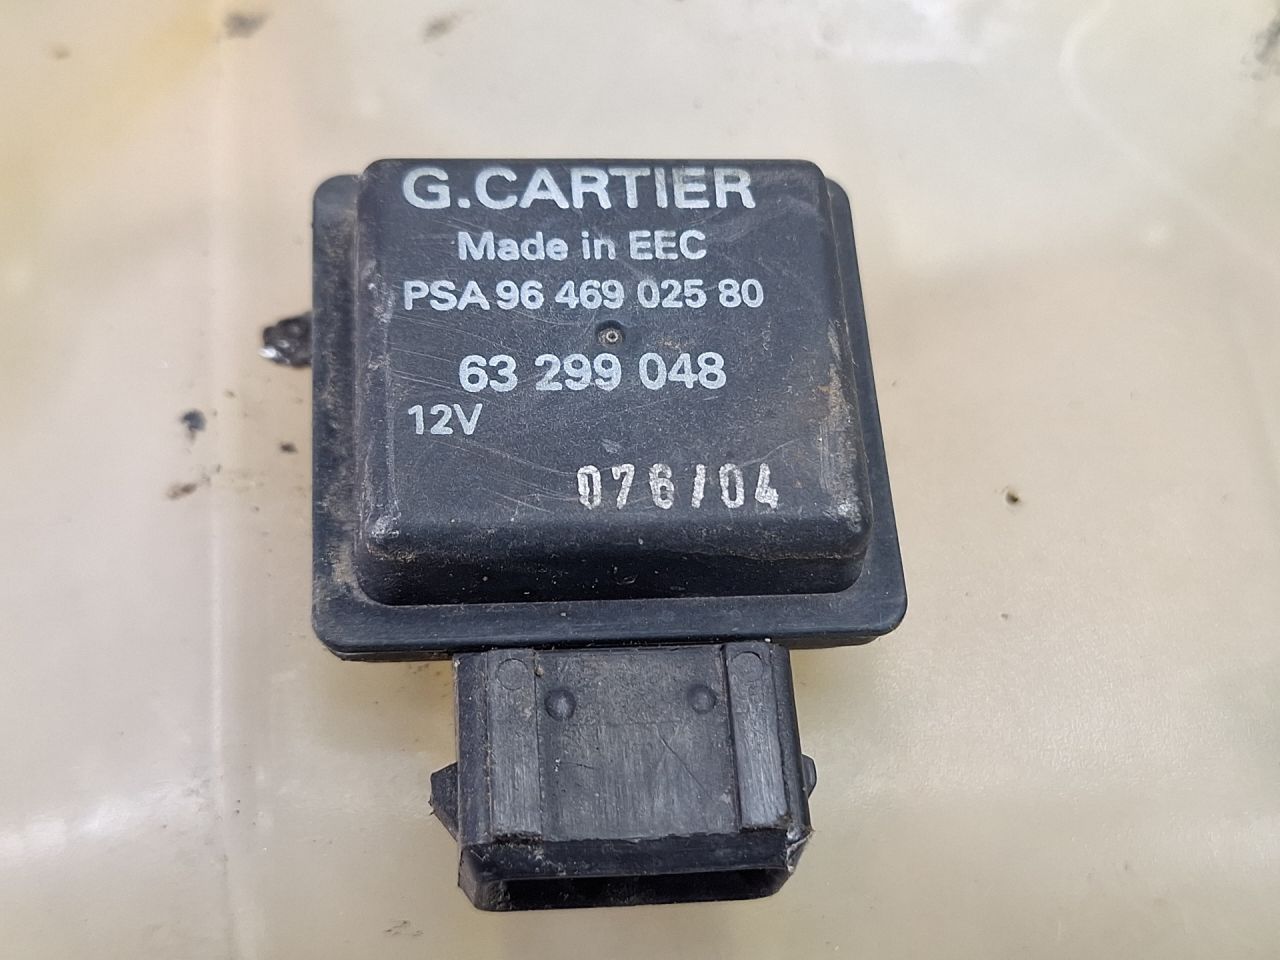 G.CARTIER
Made in EEC
PSA 96 469 025 80
63 299 048
12V
076/04